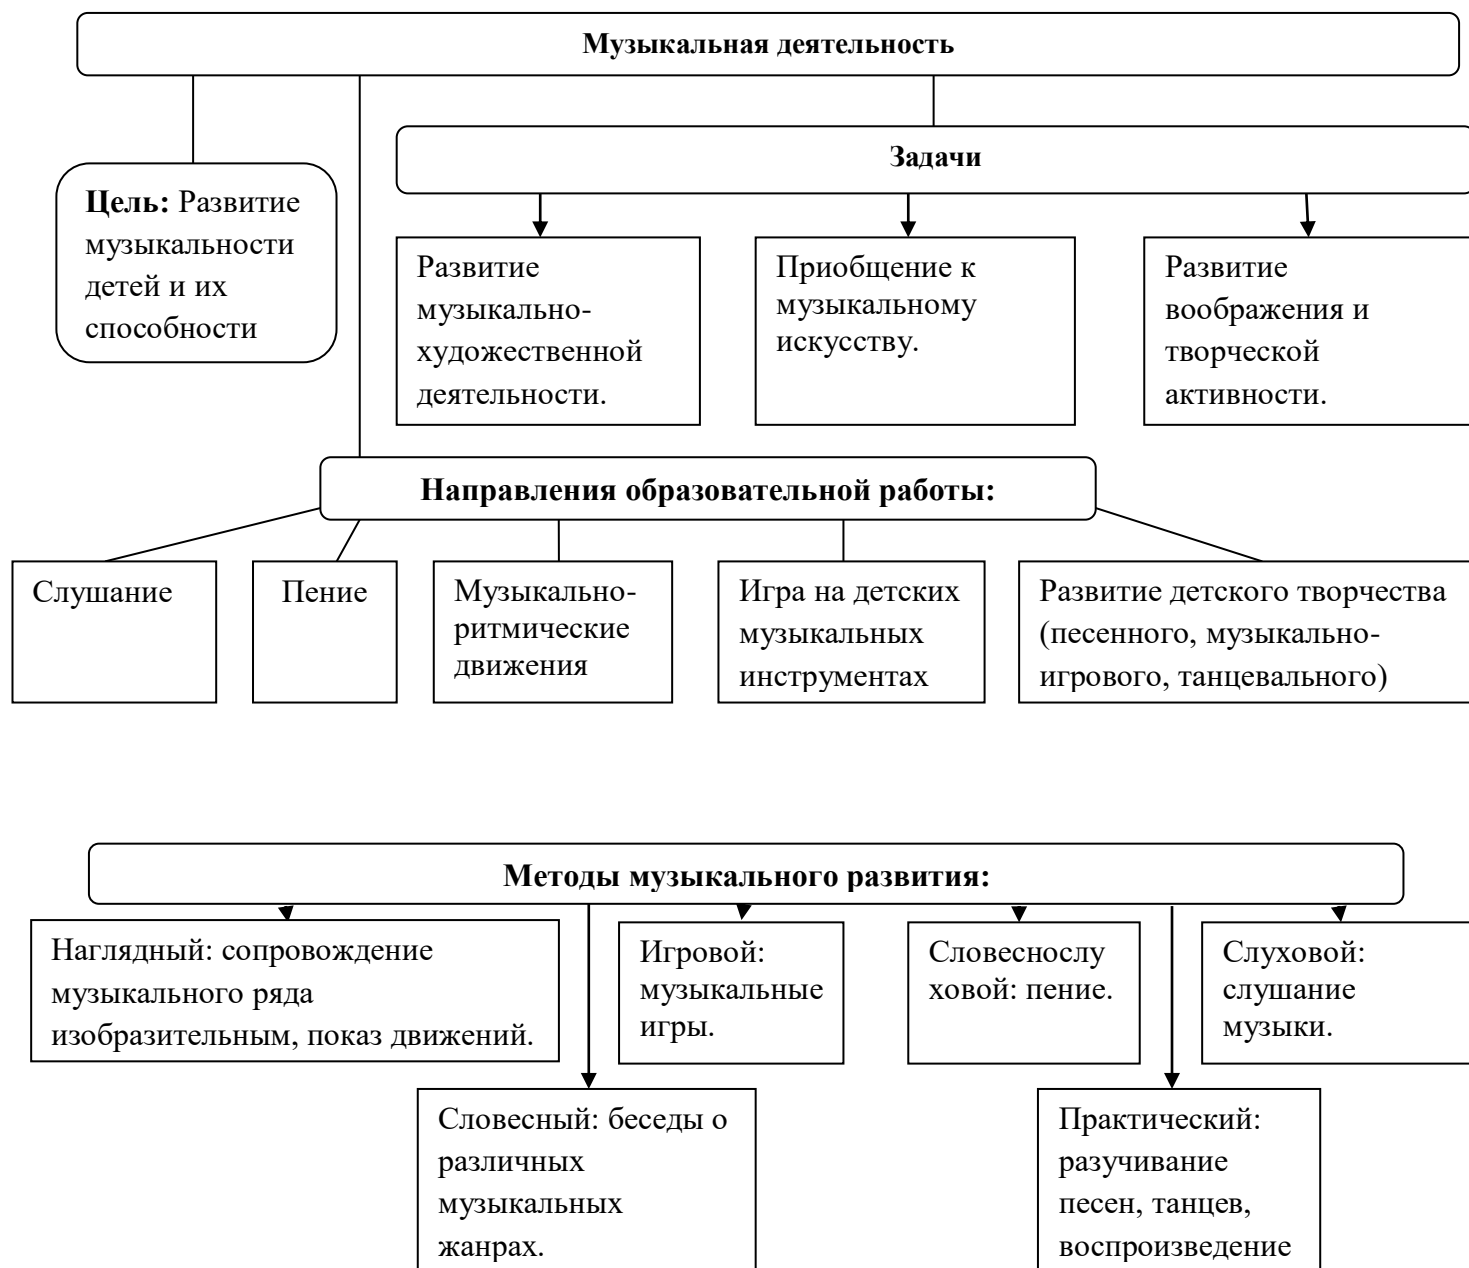 Музыкальная деятельность
Задачи
Цель: Развитие
музыкальности
детей и их
способности
Развитие
музыкально-
художественной
деятельности.
Приобщение к
музыкальному
искусству.
Развитие
воображения и
творческой
активности.
Направления образовательной работы:
Слушание
Пение
Музыкально-
ритмические
движения
Игра на детских
музыкальных
инструментах
Развитие детского творчества
(песенного, музыкально-
игрового, танцевального)
Методы музыкального развития:
Наглядный: сопровождение
музыкального ряда
изобразительным, показ движений.
Игровой:
музыкальные
игры.
Словеснослу
ховой: пение.
Слуховой:
слушание
музыки.
Словесный: беседы о
различных
музыкальных
жанрах.
Практический:
разучивание
песен, танцев,
воспроизведение